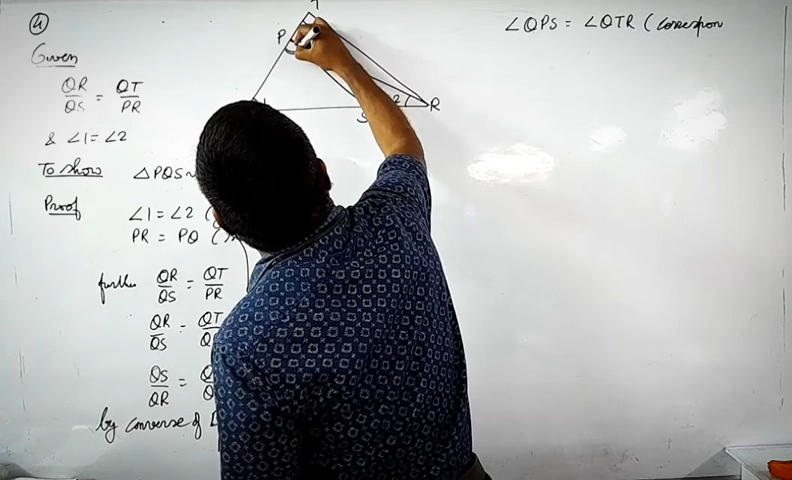 4
Given
QR/QS = QT/PR
& ∠1 = ∠2
To show △PQS ~
Proof ∠1 = ∠2 (
PR = PQ (
further QR/QS = QT/PR
QR/QS = QT/Q
QS/QR = Q/Q
by converse of
P
S
2
R
∠QPS = ∠QTR (Correspon